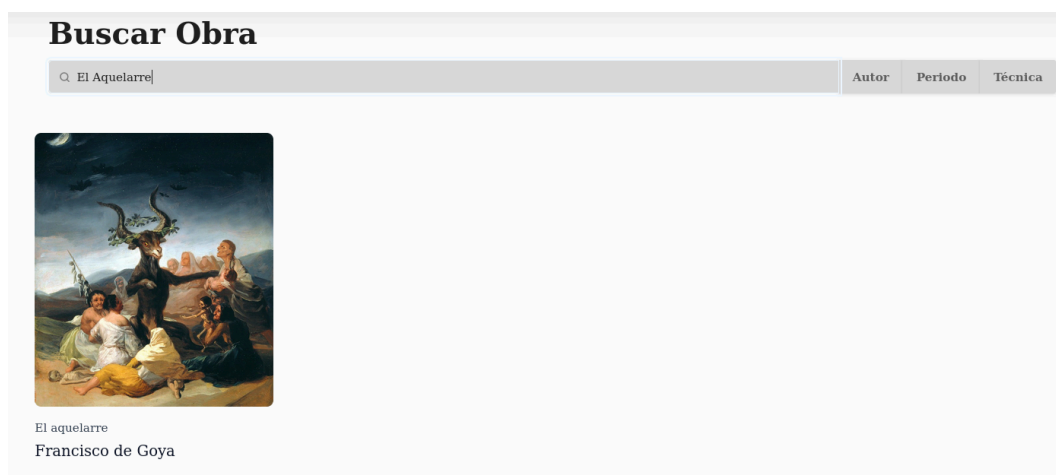 Buscar Obra
El Aquelarre
Autor Periodo Técnica
El aquelarre
Francisco de Goya